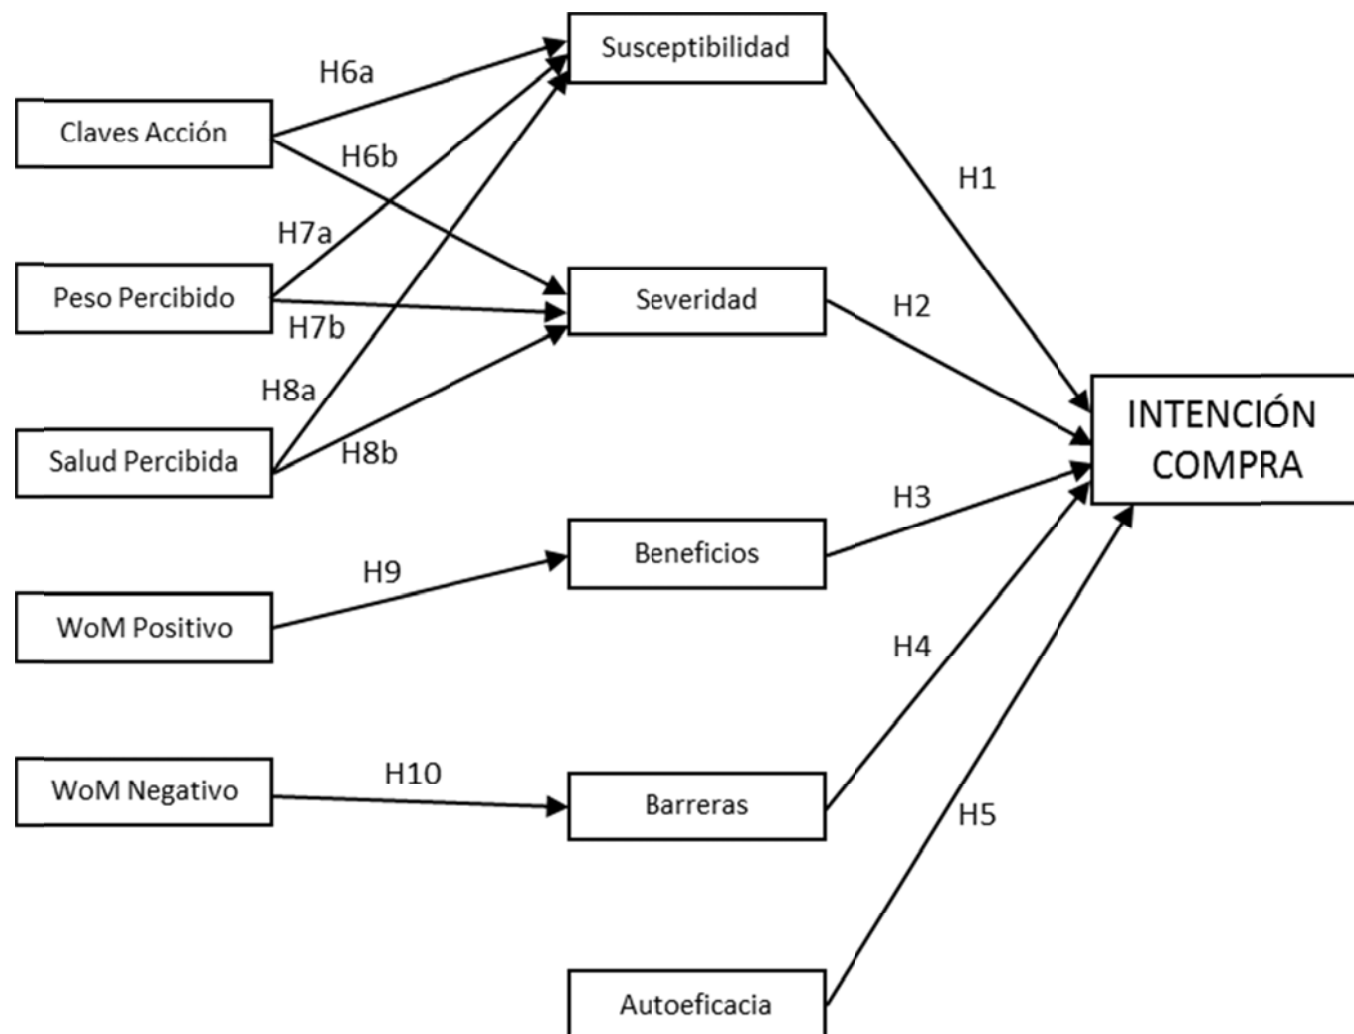 Susceptibilidad
H6a
Claves Acción
H6b
H1
H7a
Peso Percibido
Severidad
H2
H7b
H8a
INTENCIÓN
COMPRA
Salud Percibida
H8b
H3
Beneficios
H9
WoM Positivo
H4
WoM Negativo
H10
Barreras
H5
Autoeficacia